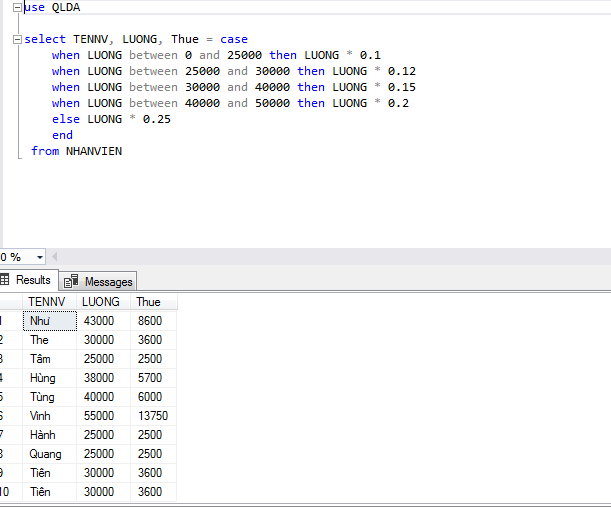 use QLDA
select TENNV, LUONG, Thue = case
when LUONG between 0 and 25000 then LUONG * 0.1
when LUONG between 25000 and 30000 then LUONG * 0.12
when LUONG between 30000 and 40000 then LUONG * 0.15
when LUONG between 40000 and 50000 then LUONG * 0.2
else LUONG * 0.25
end
from NHANVIEN
0 %
Results Messages
TENNV LUONG Thue
1 Như 43000 8600
2 The 30000 3600
3 Tâm 25000 2500
4 Hùng 38000 5700
5 Tùng 40000 6000
6 Vinh 55000 13750
7 Hành 25000 2500
8 Quang 25000 2500
9 Tiên 30000 3600
10 Tiên 30000 3600